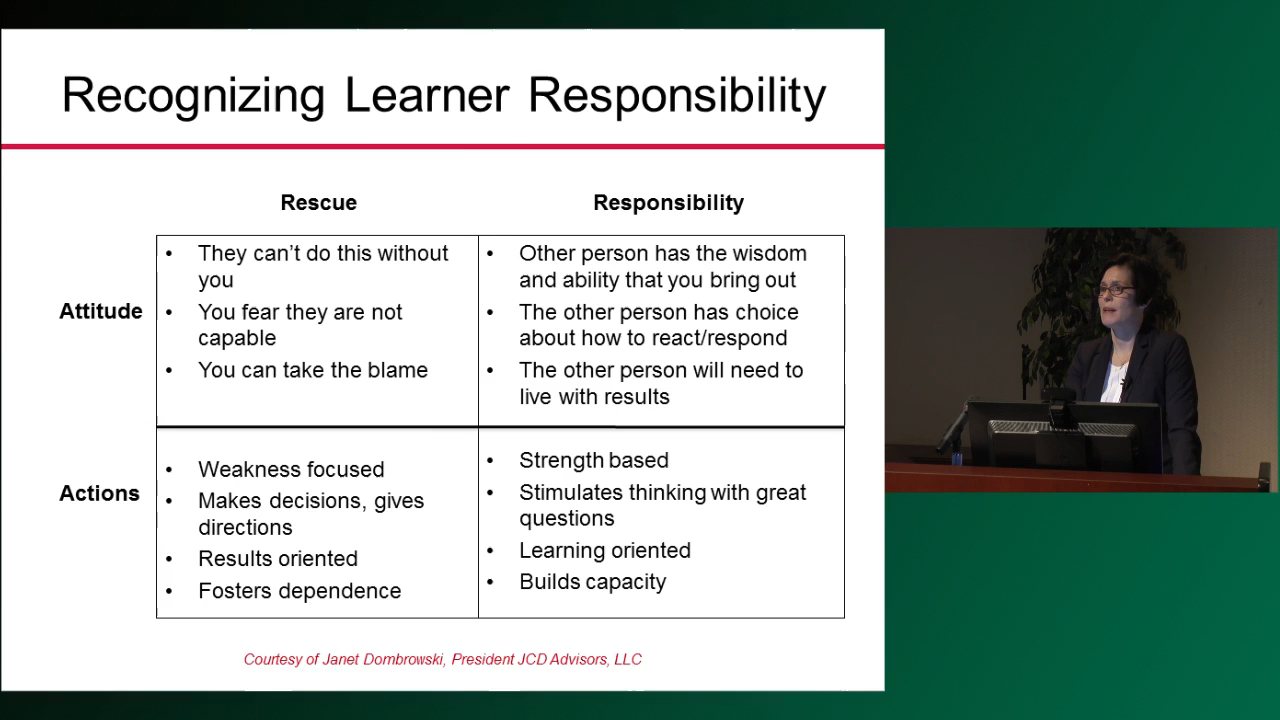 Recognizing Learner Responsibility
Rescue
Responsibility
Attitude
• They can't do this without
you
• You fear they are not
capable
• You can take the blame
• Other person has the wisdom
and ability that you bring out
• The other person has choice
about how to react/respond
• The other person will need to
live with results
Actions
• Weakness focused
• Makes decisions, gives
directions
• Results oriented
• Fosters dependence
• Strength based
• Stimulates thinking with great
questions
• Learning oriented
• Builds capacity
Courtesy of Janet Dombrowski, President JCD Advisors, LLC